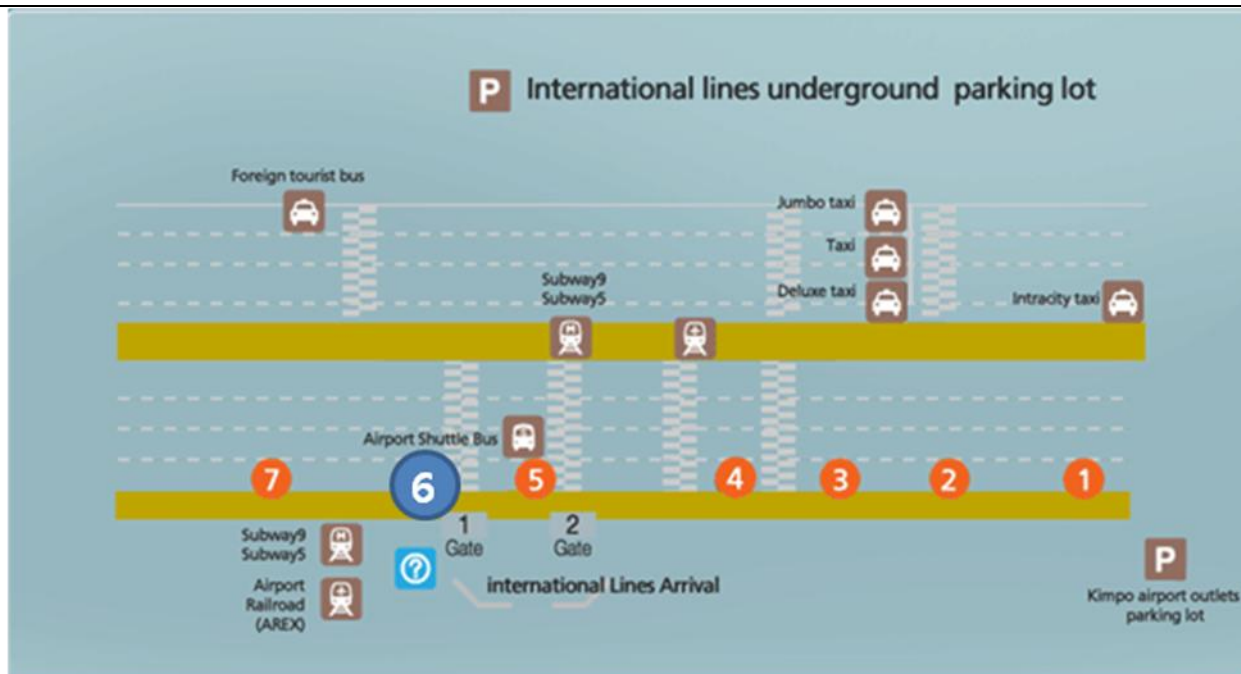 P International lines underground parking lot
Foreign tourist bus
Jumbo taxi
Taxi
Deluxe taxi
Intracity taxi
Subway9
Subway5
Airport Shuttle Bus
7
6
5
4
3
2
1
1
Gate
2
Gate
Subway9
Subway5
?
international Lines Arrival
Airport
Railroad
(AREX)
P
Kimpo airport outlets
parking lot